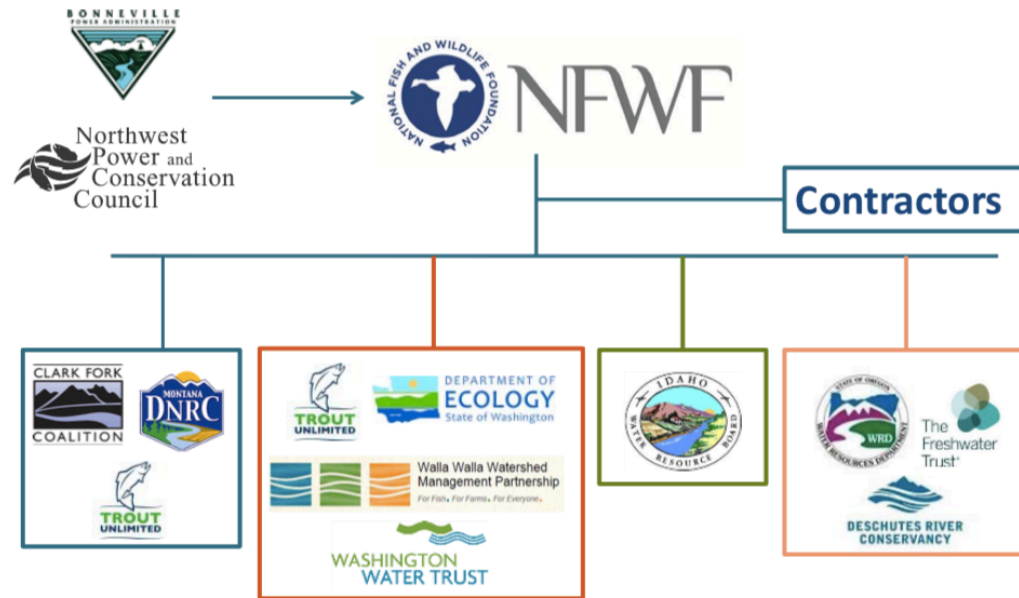 BONNEVILLE
POWER ADMINISTRATION
NATIONAL FISH AND WILDLIFE FOUNDATION
NFWF
Northwest
Power and
Conservation
Council
Contractors
CLARK FORK
COALITION
MONTANA
DNRC
TROUT
UNLIMITED
TROUT
UNLIMITED
DEPARTMENT OF
ECOLOGY
State of Washington
Walla Walla Watershed
Management Partnership
For Fish. For Farms. For Everyone.
WASHINGTON
WATER TRUST
IDAHO
WATER RESOURCE BOARD
STATE OF OREGON
WATER RESOURCES DEPARTMENT
WRD
The
Freshwater
Trust
DESCHUTES RIVER
CONSERVANCY